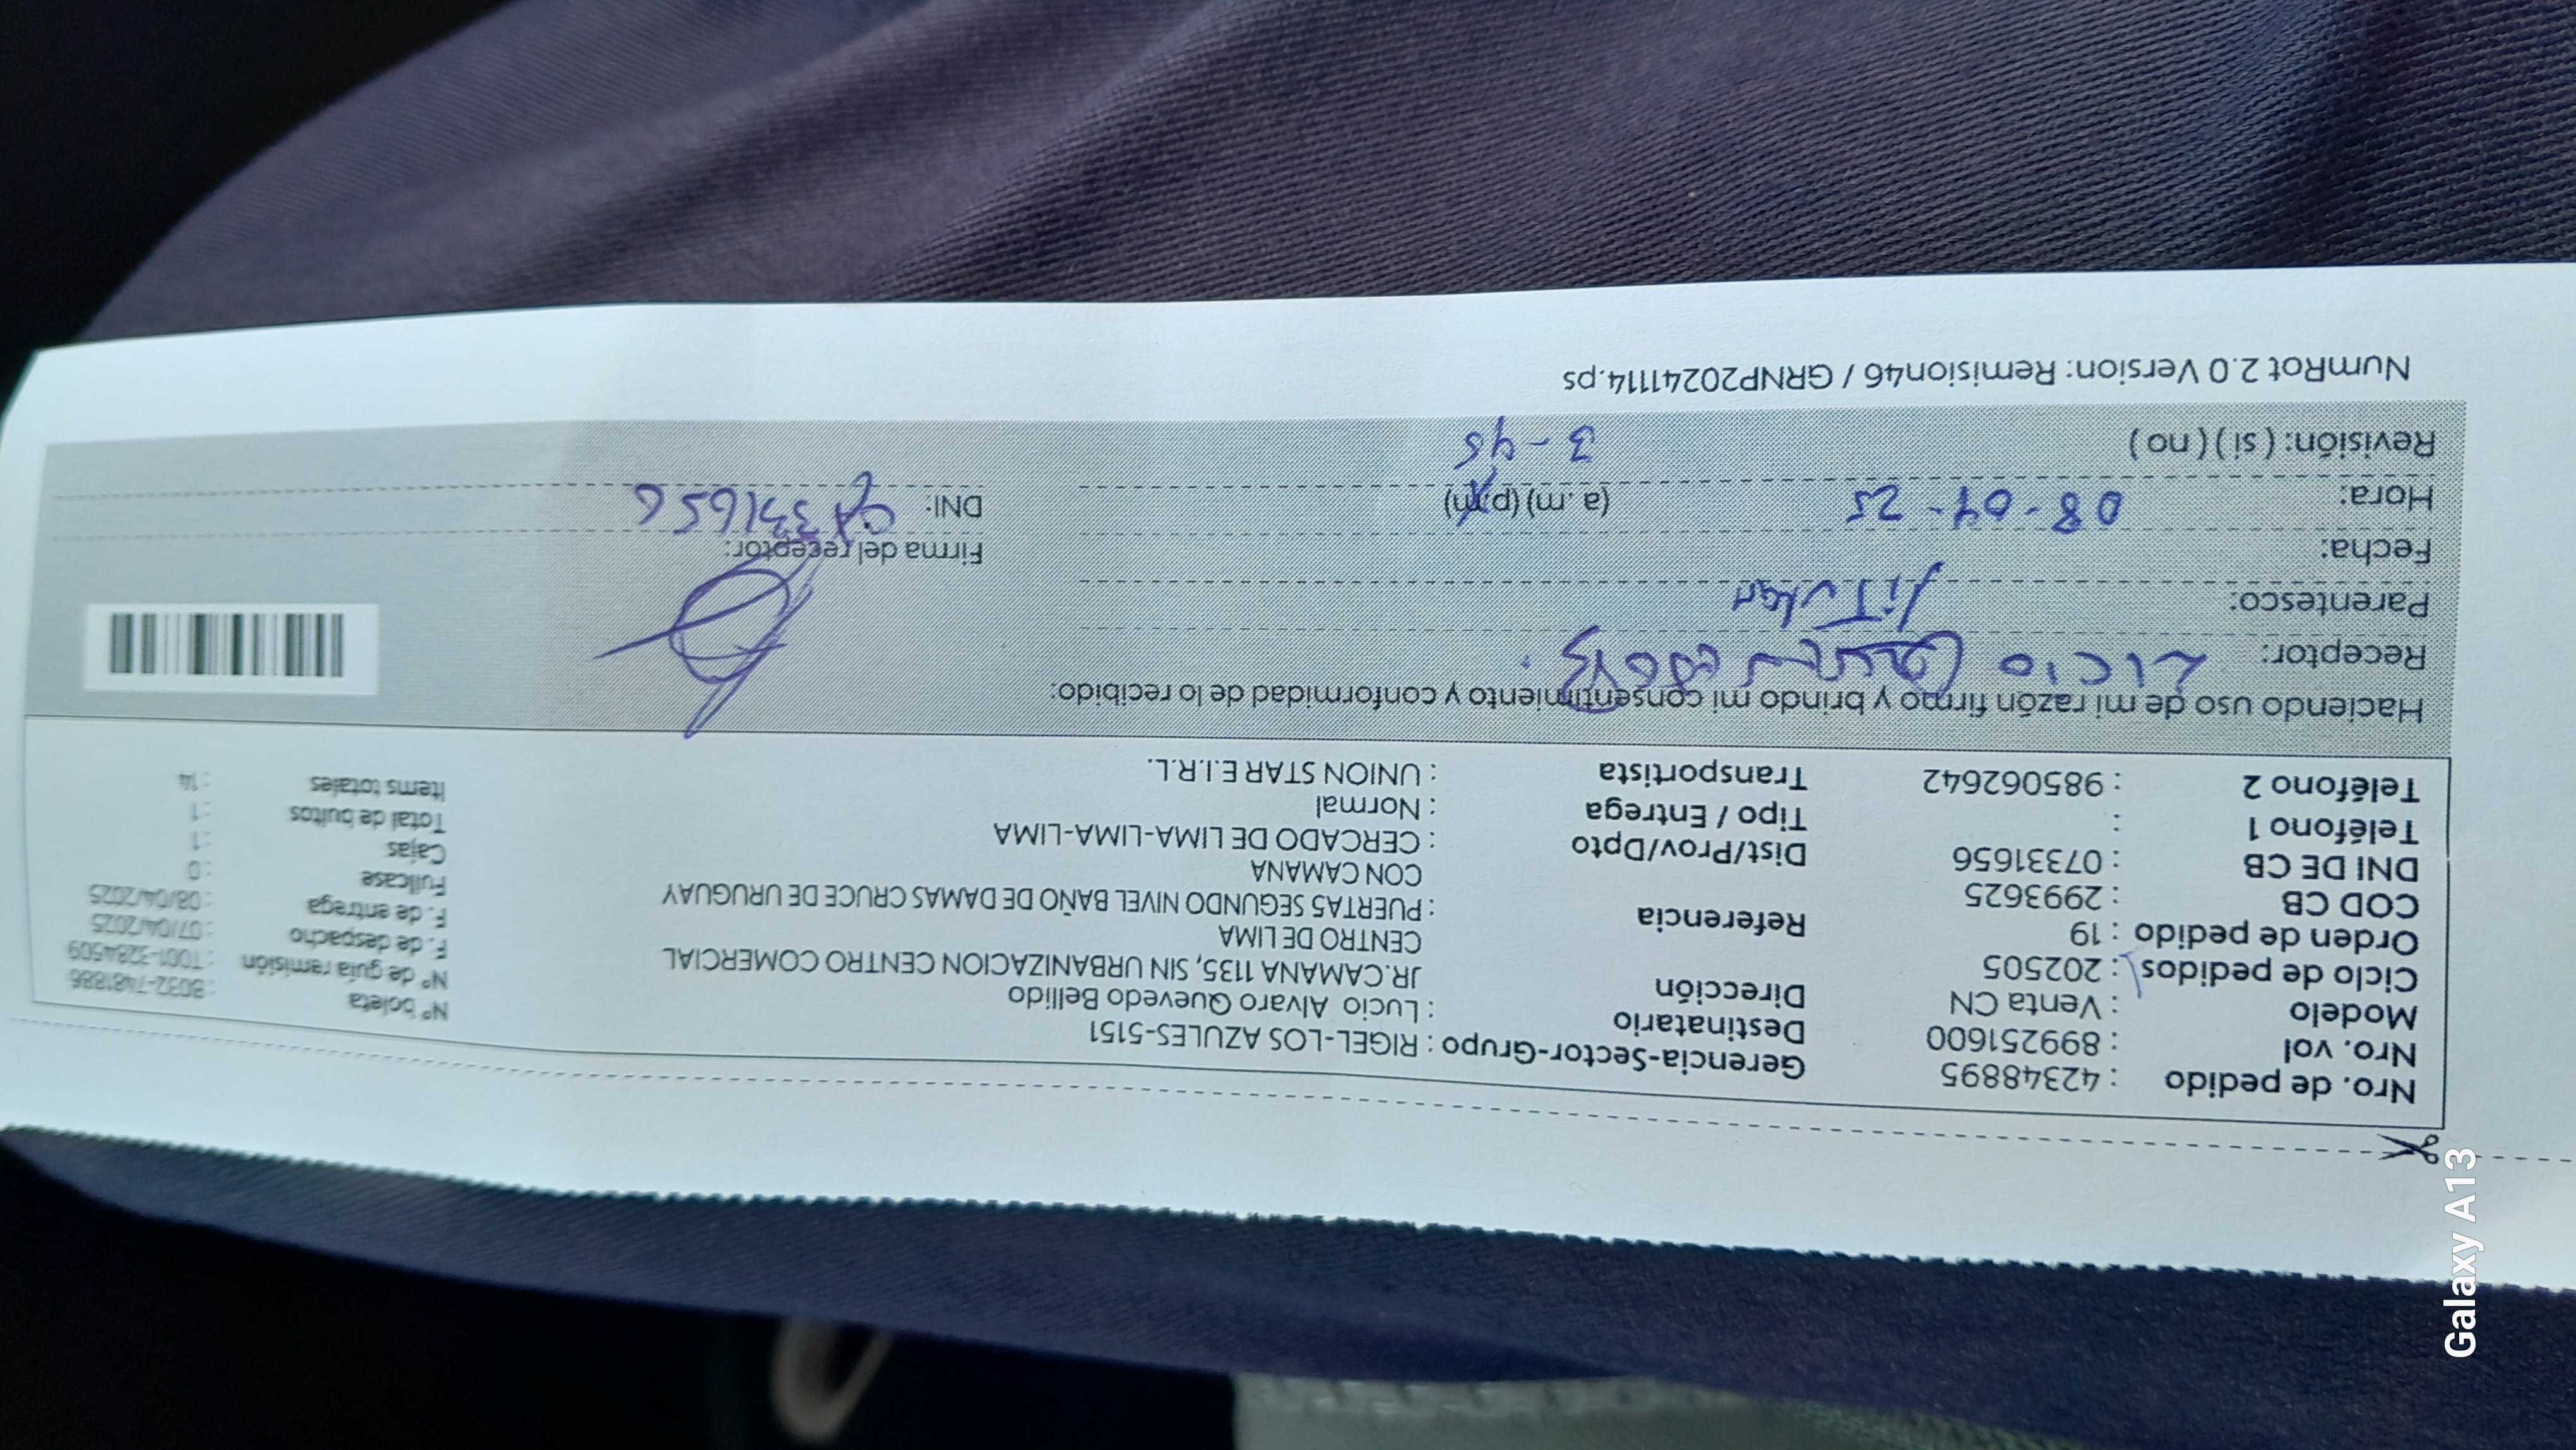 Nro. de pedido : 42348895
Nro. vol : 899251600
Modelo : Venta CN
Ciclo de pedidos : 202505
Orden de pedido : 19
COD CB : 2993625
DNI DE CB : 07331656
Teléfono 1 :
Teléfono 2 : 985062642
Gerencia-Sector-Grupo : RIGEL-LOS AZULES-5151
Destinatario : Lucio Alvaro Quevedo Bellido
Dirección JR.CAMANA 1135, SIN URBANIZACION CENTRO COMERCIAL
CENTRO DE LIMA
Referencia : PUERTAS SEGUNDO NIVEL BAÑO DE DAMAS CRUCE DE URUGUAY
CON CAMANA
Dist/Prov/Dpto : CERCADO DE LIMA-LIMA-LIMA
Tipo / Entrega : Normal
Transportista : UNION STAR E.I.R.L.
Nº boleta : B032-7481886
Nº de guía remisión : T001-3284509
F. de despacho : 07/04/2025
F. de entrega : 08/04/2025
Fullcase : 0
Cajas : 1
Total de bultos : 1
Items totales : 14
Haciendo uso de mi razón firmo y brindo mi consentimiento y conformidad de lo recibido:
Receptor:
Parentesco: TiTular
Fecha: 08-04-25
Hora: (a.m) (p.m) 3-45
Revisión: ( si ) ( no )
Firma del receptor:
DNI: 07331656
NumRot 2.0 Version: Remision46 / GRNP20241114.ps
Galaxy A13